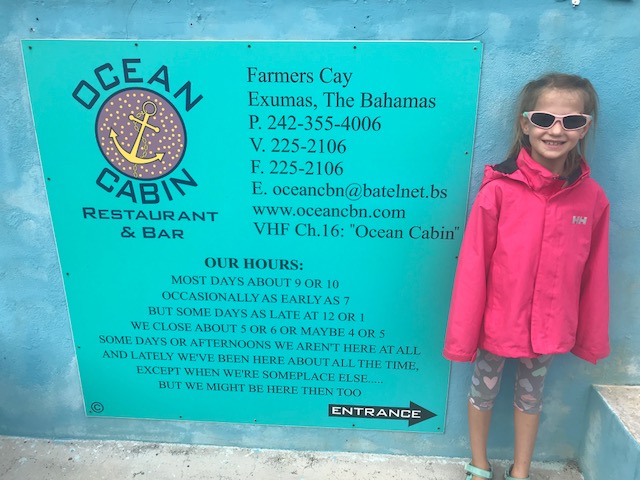 OCEAN
CABIN
RESTAURANT
& BAR
Farmers Cay
Exumas, The Bahamas
P. 242-355-4006
V. 225-2106
F. 225-2106
E. oceancbn@batelnet.bs
www.oceancbn.com
VHF Ch.16: "Ocean Cabin"
OUR HOURS:
MOST DAYS ABOUT 9 OR 10
OCCASIONALLY AS EARLY AS 7
BUT SOME DAYS AS LATE AT 12 OR 1
WE CLOSE ABOUT 5 OR 6 OR MAYBE 4 OR 5
SOME DAYS OR AFTERNOONS WE AREN'T HERE AT ALL
AND LATELY WE'VE BEEN HERE ABOUT ALL THE TIME,
EXCEPT WHEN WE'RE SOMEPLACE ELSE.....
BUT WE MIGHT BE HERE THEN TOO
©
ENTRANCE
HH